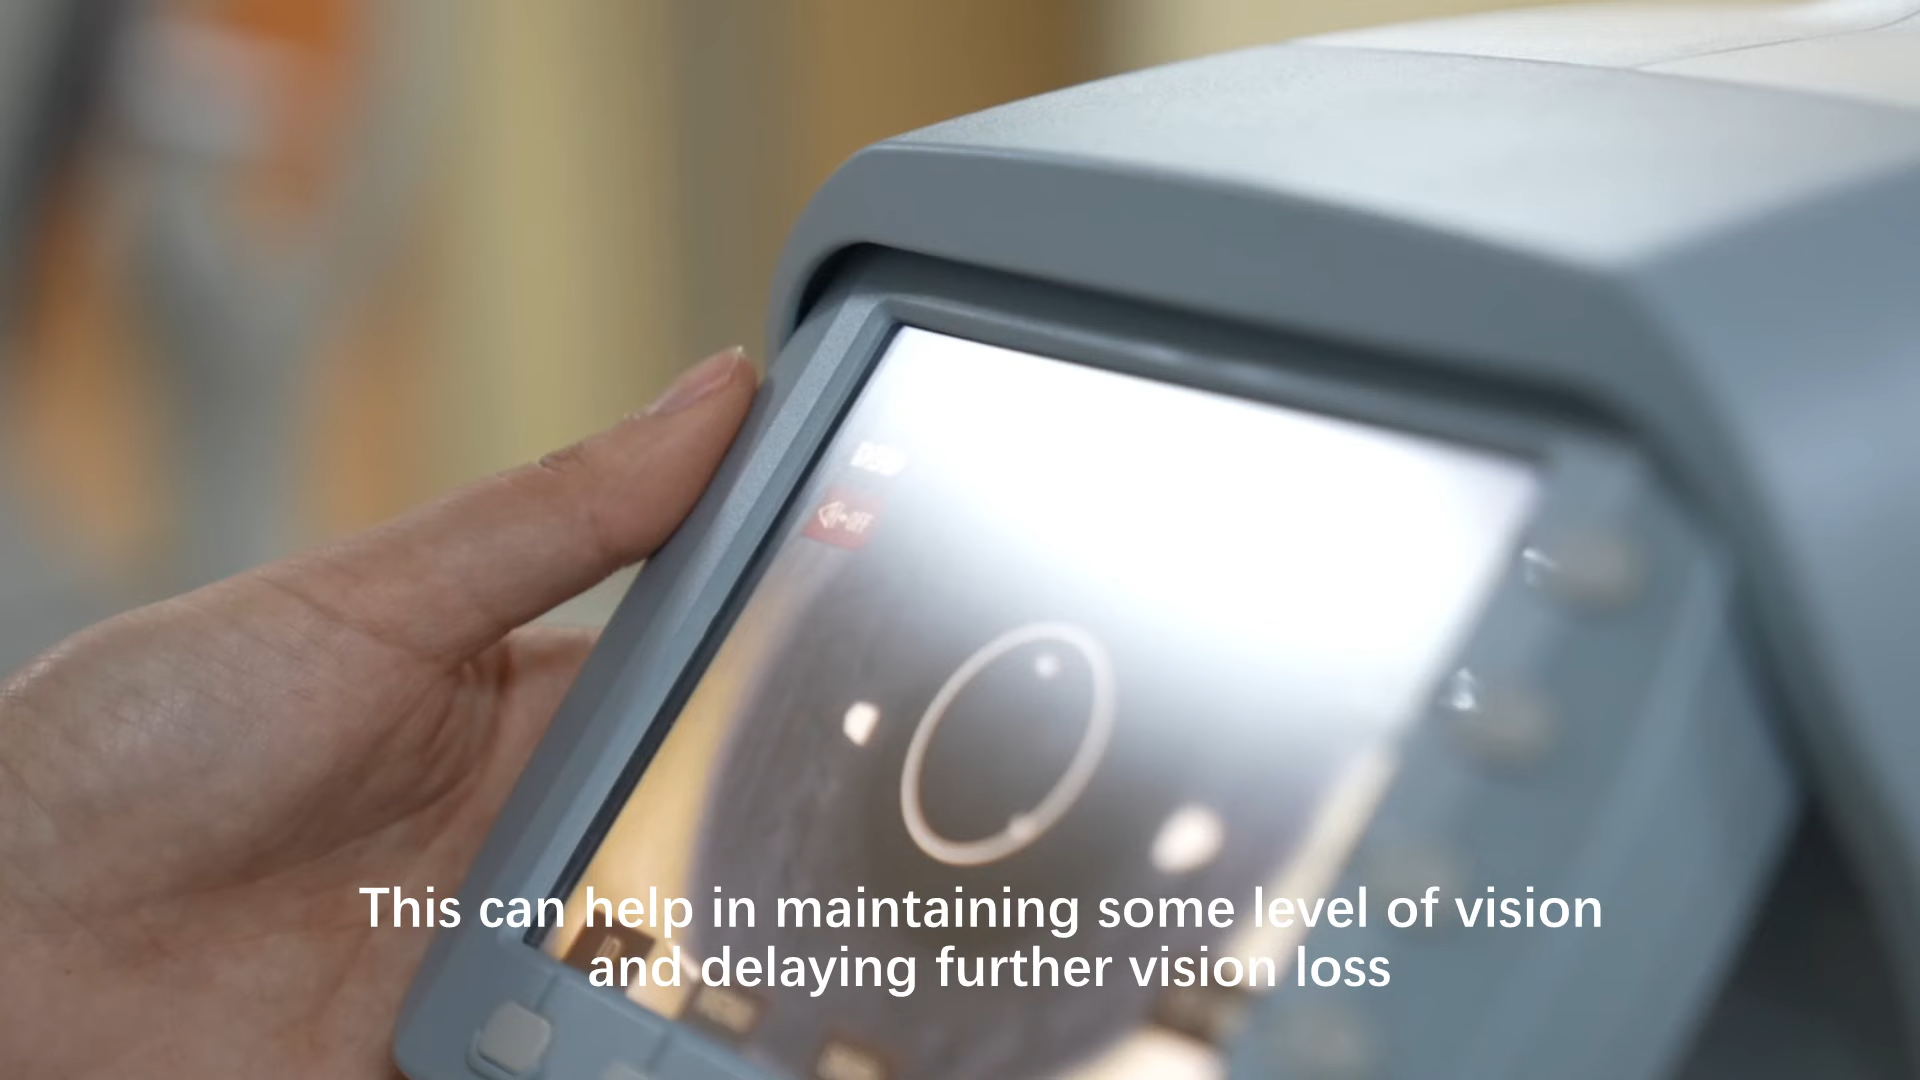 This can help in maintaining some level of vision
and delaying further vision loss